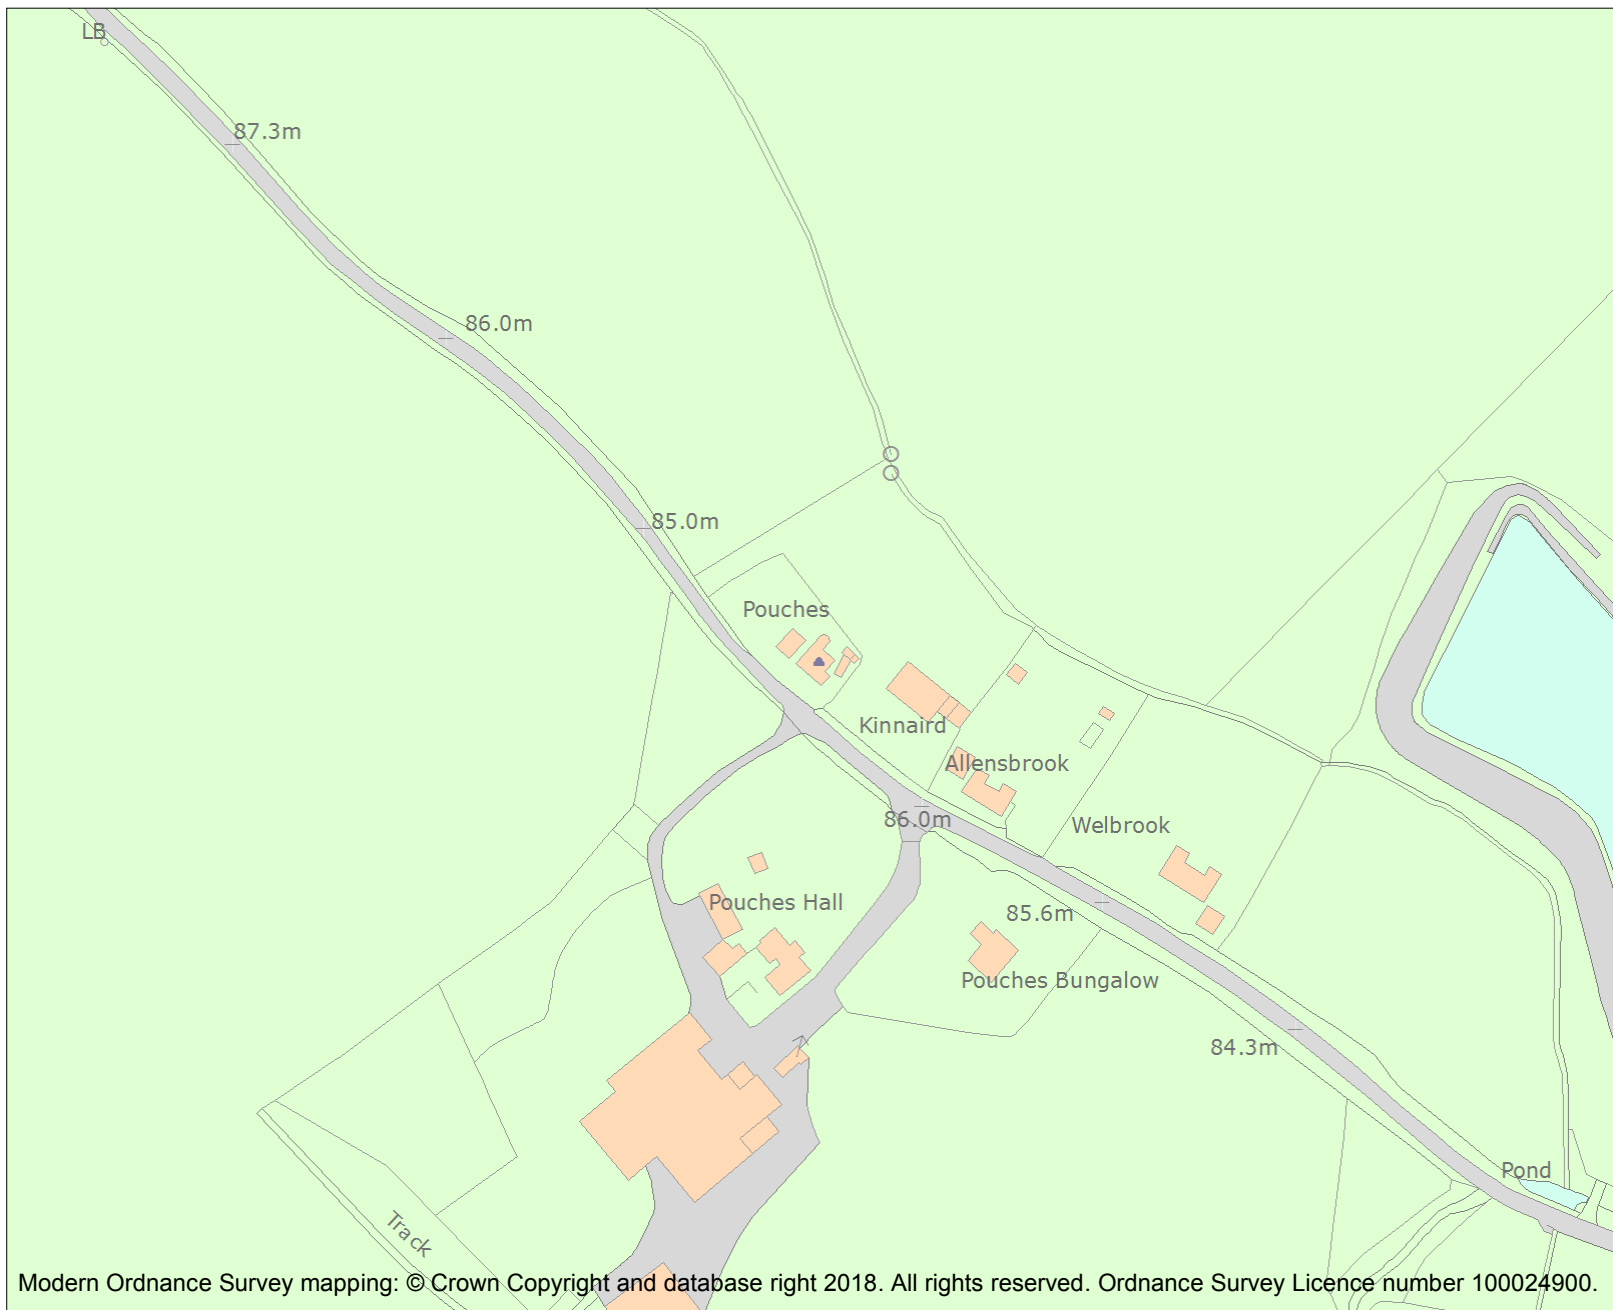 LB
87.3m
86.0m
85.0m
Pouches
Kinnaird
Allensbrook
86.0m
Welbrook
Pouches Hall
85.6m
Pouches Bungalow
84.3m
Pond
Track
Modern Ordnance Survey mapping: © Crown Copyright and database right 2018. All rights reserved. Ordnance Survey Licence number 100024900.